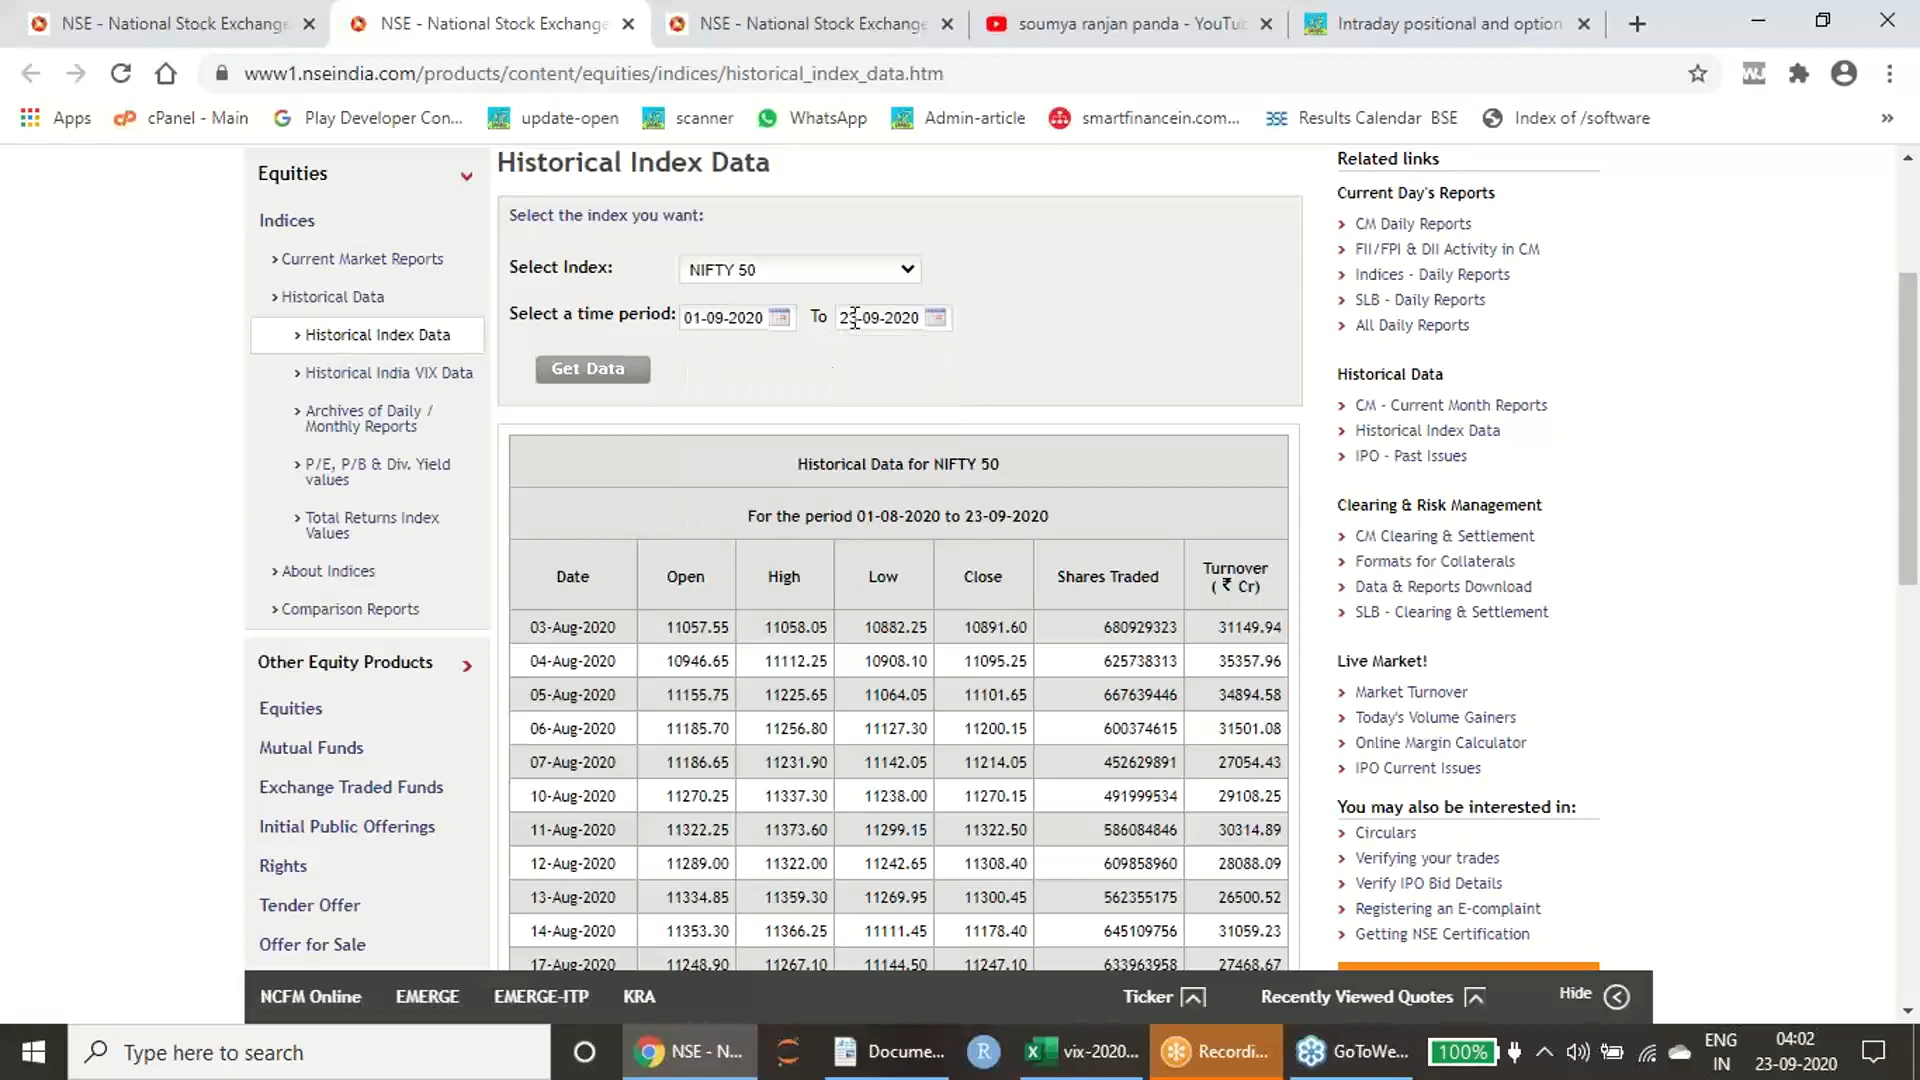 NSE - National Stock Exchange
NSE - National Stock Exchange
NSE - National Stock Exchange
soumya ranjan panda - YouTu
Intraday positional and option
www1.nseindia.com/products/content/equities/indices/historical_index_data.htm
Apps
cPanel - Main
Play Developer Con...
update-open
scanner
WhatsApp
Admin-article
smartfinancein.com...
Results Calendar BSE
Index of /software
»
Equities
Indices
Current Market Reports
Historical Data
Historical Index Data
Historical India VIX Data
Archives of Daily /
Monthly Reports
P/E, P/B & Div. Yield
values
Total Returns Index
Values
About Indices
Comparison Reports
Other Equity Products
Equities
Mutual Funds
Exchange Traded Funds
Initial Public Offerings
Rights
Tender Offer
Offer for Sale
Historical Index Data
Select the index you want:
Select Index: NIFTY 50
Select a time period: 01-09-2020 To 23-09-2020
Get Data
Historical Data for NIFTY 50
For the period 01-08-2020 to 23-09-2020
Date Open High Low Close Shares Traded Turnover ( ₹ Cr)
03-Aug-2020 11057.55 11058.05 10882.25 10891.60 680929323 31149.94
04-Aug-2020 10946.65 11112.25 10908.10 11095.25 625738313 35357.96
05-Aug-2020 11155.75 11225.65 11064.05 11101.65 667639446 34894.58
06-Aug-2020 11185.70 11256.80 11127.30 11200.15 600374615 31501.08
07-Aug-2020 11186.65 11231.90 11142.05 11214.05 452629891 27054.43
10-Aug-2020 11270.25 11337.30 11238.00 11270.15 491999534 29108.25
11-Aug-2020 11322.25 11373.60 11299.15 11322.50 586084846 30314.89
12-Aug-2020 11289.00 11322.00 11242.65 11308.40 609858960 28088.09
13-Aug-2020 11334.85 11359.30 11269.95 11300.45 562355175 26500.52
14-Aug-2020 11353.30 11366.25 11111.45 11178.40 645109756 31059.23
17-Aug-2020 11248.90 11267.10 11144.50 11247.10 633963958 27468.67
Related links
Current Day's Reports
CM Daily Reports
FII/FPI & DII Activity in CM
Indices - Daily Reports
SLB - Daily Reports
All Daily Reports
Historical Data
CM - Current Month Reports
Historical Index Data
IPO - Past Issues
Clearing & Risk Management
CM Clearing & Settlement
Formats for Collaterals
Data & Reports Download
SLB - Clearing & Settlement
Live Market!
Market Turnover
Today's Volume Gainers
Online Margin Calculator
IPO Current Issues
You may also be interested in:
Circulars
Verifying your trades
Verify IPO Bid Details
Registering an E-complaint
Getting NSE Certification
NCFM Online EMERGE EMERGE-ITP KRA Ticker Recently Viewed Quotes Hide
Type here to search
NSE - N...
Docume...
R
vix-2020...
Recordi...
GoToWe...
100%
ENG
IN
04:02
23-09-2020